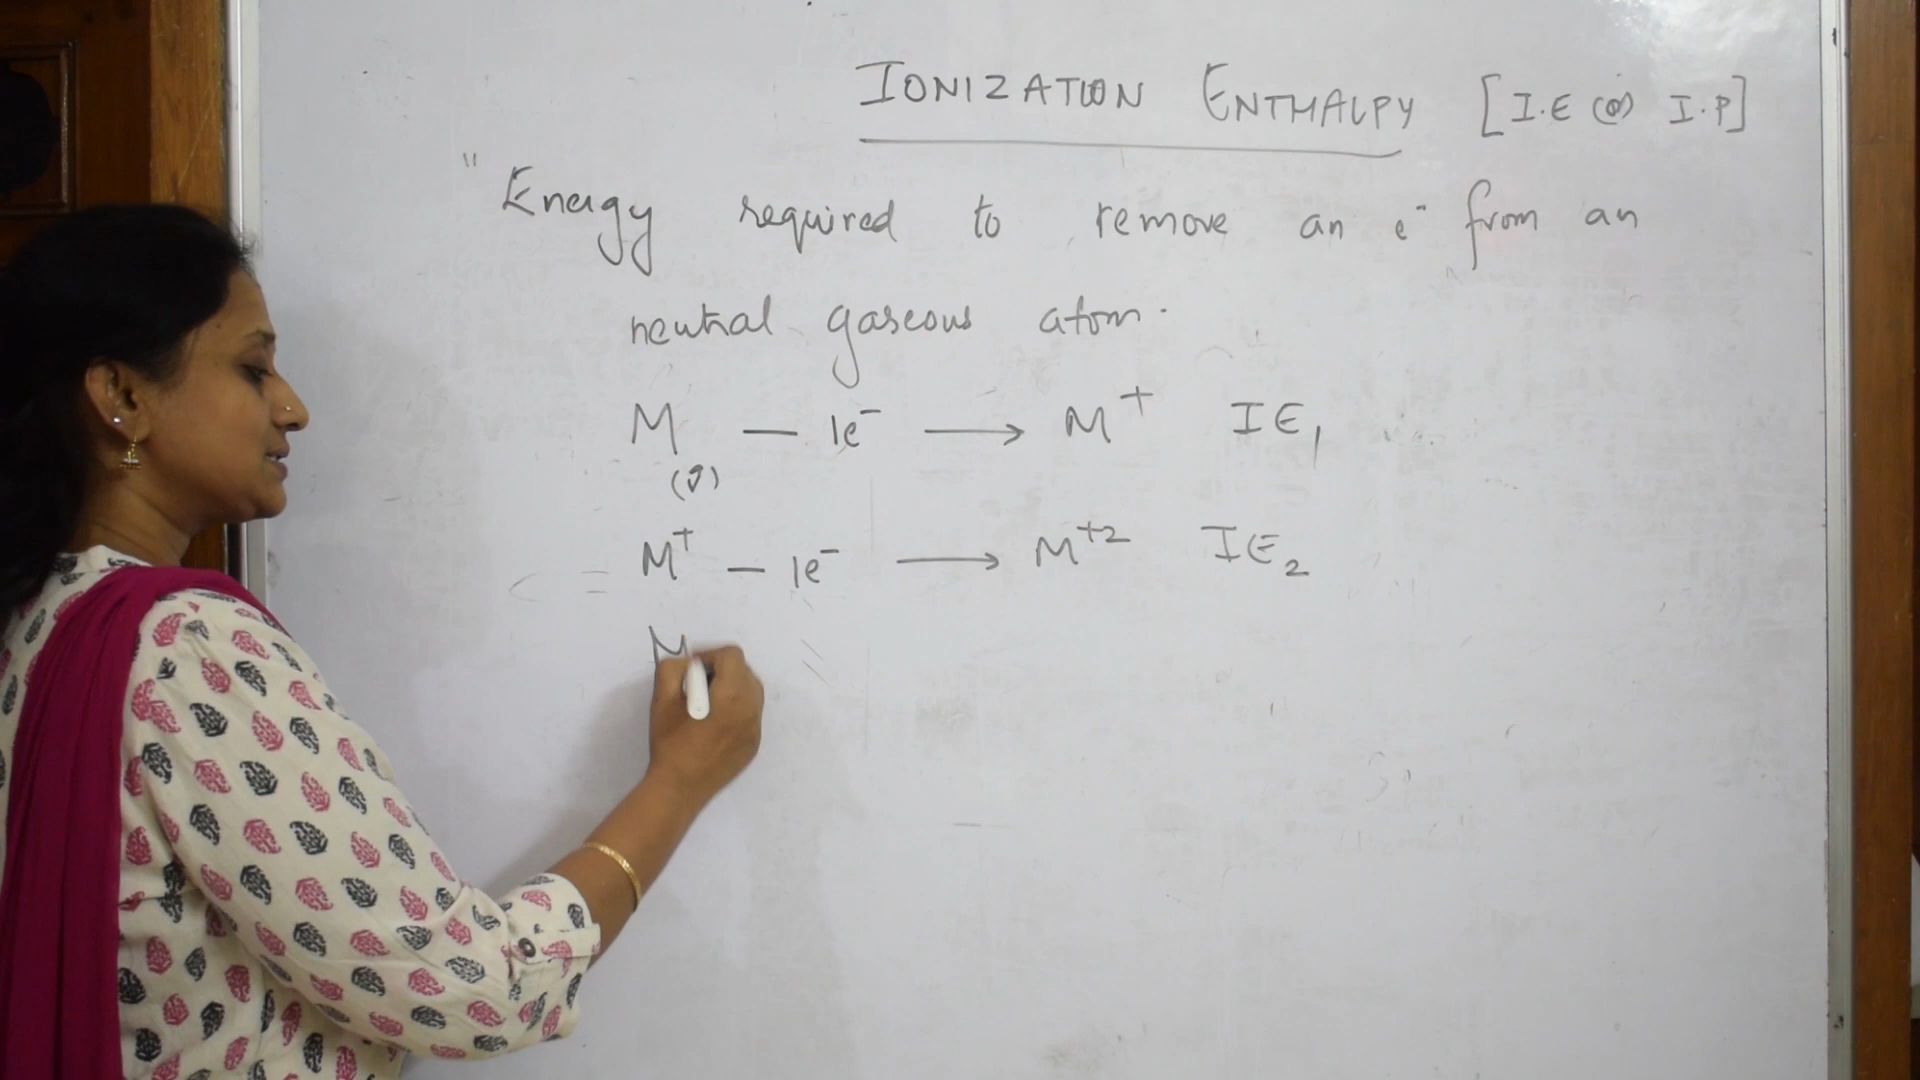 IONIZATION ENTHALPY [I.E (or) I.P]
" Energy required to remove an e⁻ from an
neutral gaseous atom.
M(g) — 1e⁻ → M⁺ IE₁
M⁺ — 1e⁻ → M⁺² IE₂
M